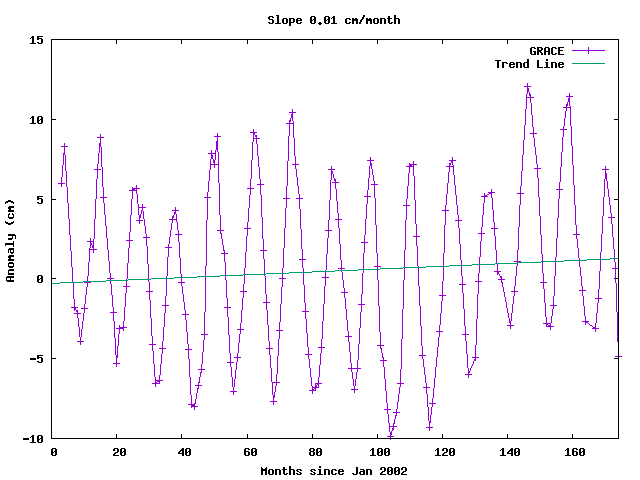 Slope 0.01 cm/month
GRACE
Trend Line
15
10
5
0
-5
-10
Anomaly (cm)
0 20 40 60 80 100 120 140 160
Months since Jan 2002